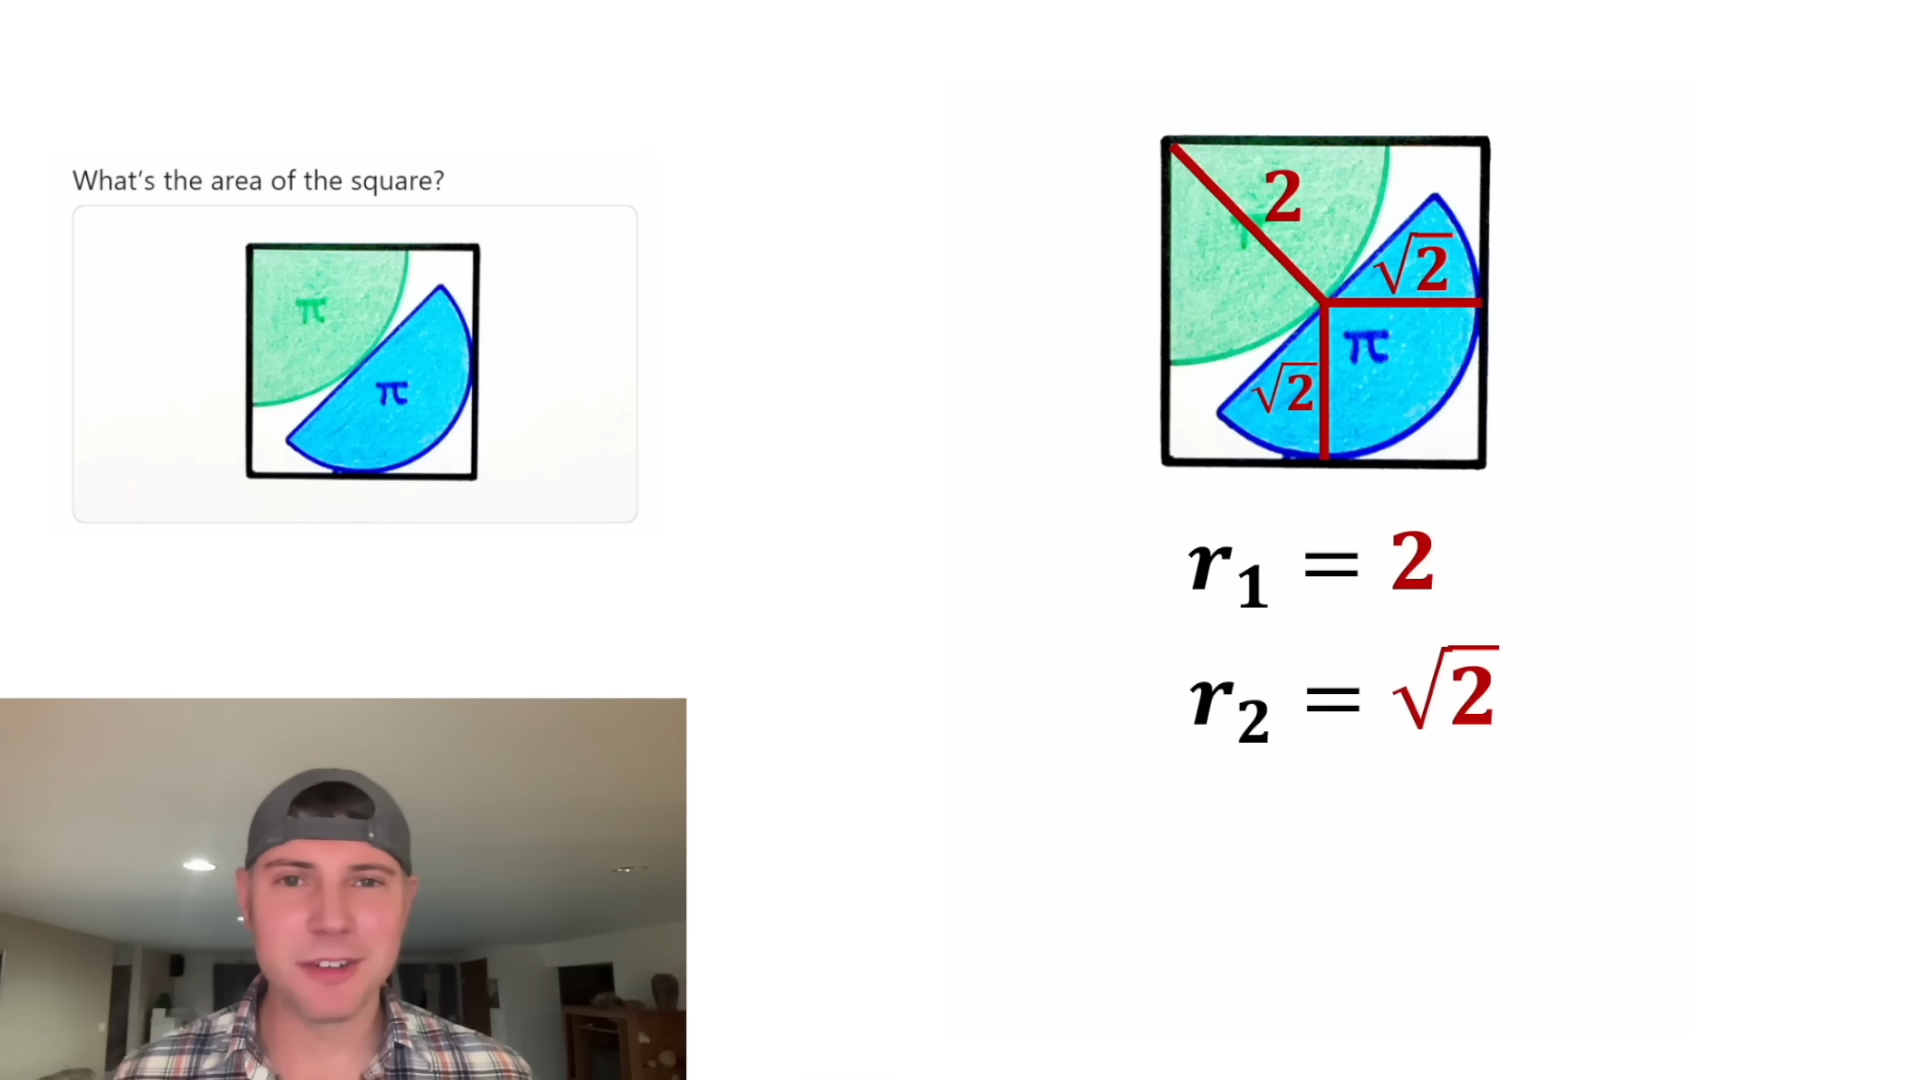 What's the area of the square?
π
π
2
π
√2
π
√2
r₁ = 2
r₂ = √2